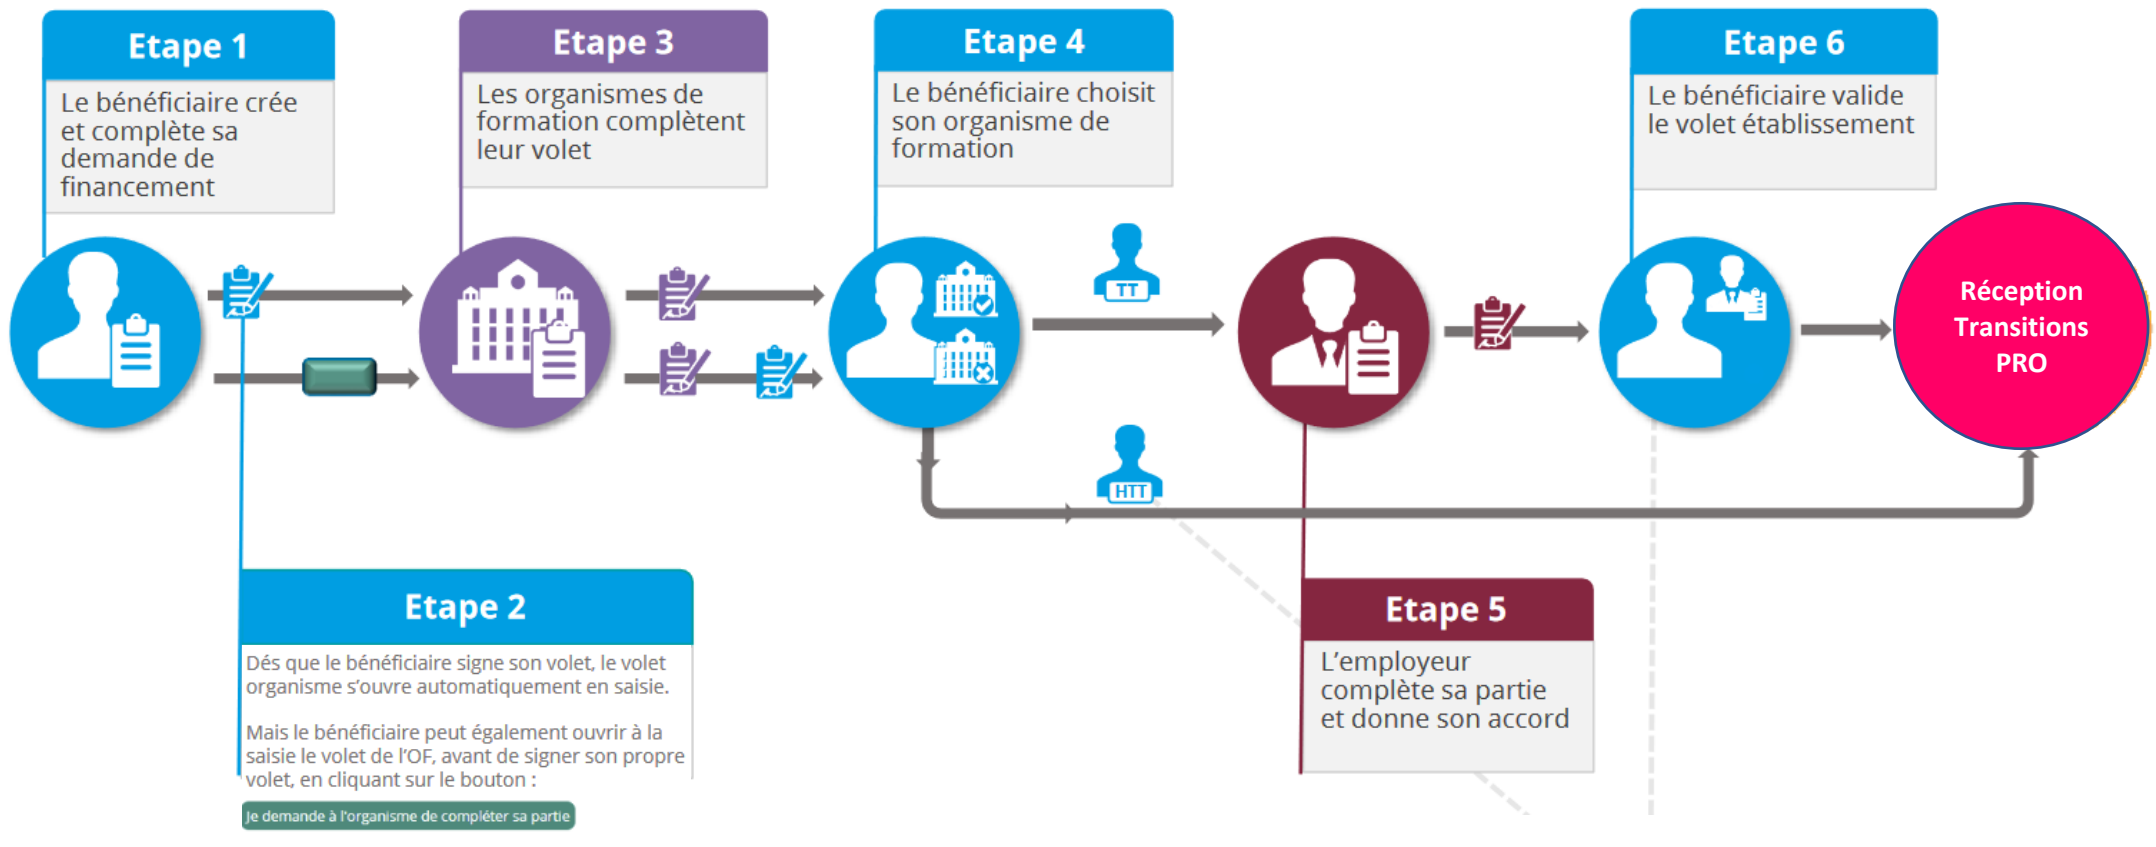 Etape 1
Le bénéficiaire crée
et complète sa
demande de
financement
Etape 3
Les organismes de
formation complètent
leur volet
Etape 4
Le bénéficiaire choisit
son organisme de
formation
Etape 6
Le bénéficiaire valide
le volet établissement
TT
Réception
Transitions
PRO
HTT
Etape 2
Dés que le bénéficiaire signe son volet, le volet
organisme s’ouvre automatiquement en saisie.
Mais le bénéficiaire peut également ouvrir à la
saisie le volet de l’OF, avant de signer son propre
volet, en cliquant sur le bouton :
Je demande à l'organisme de compléter sa partie
Etape 5
L’employeur
complète sa partie
et donne son accord